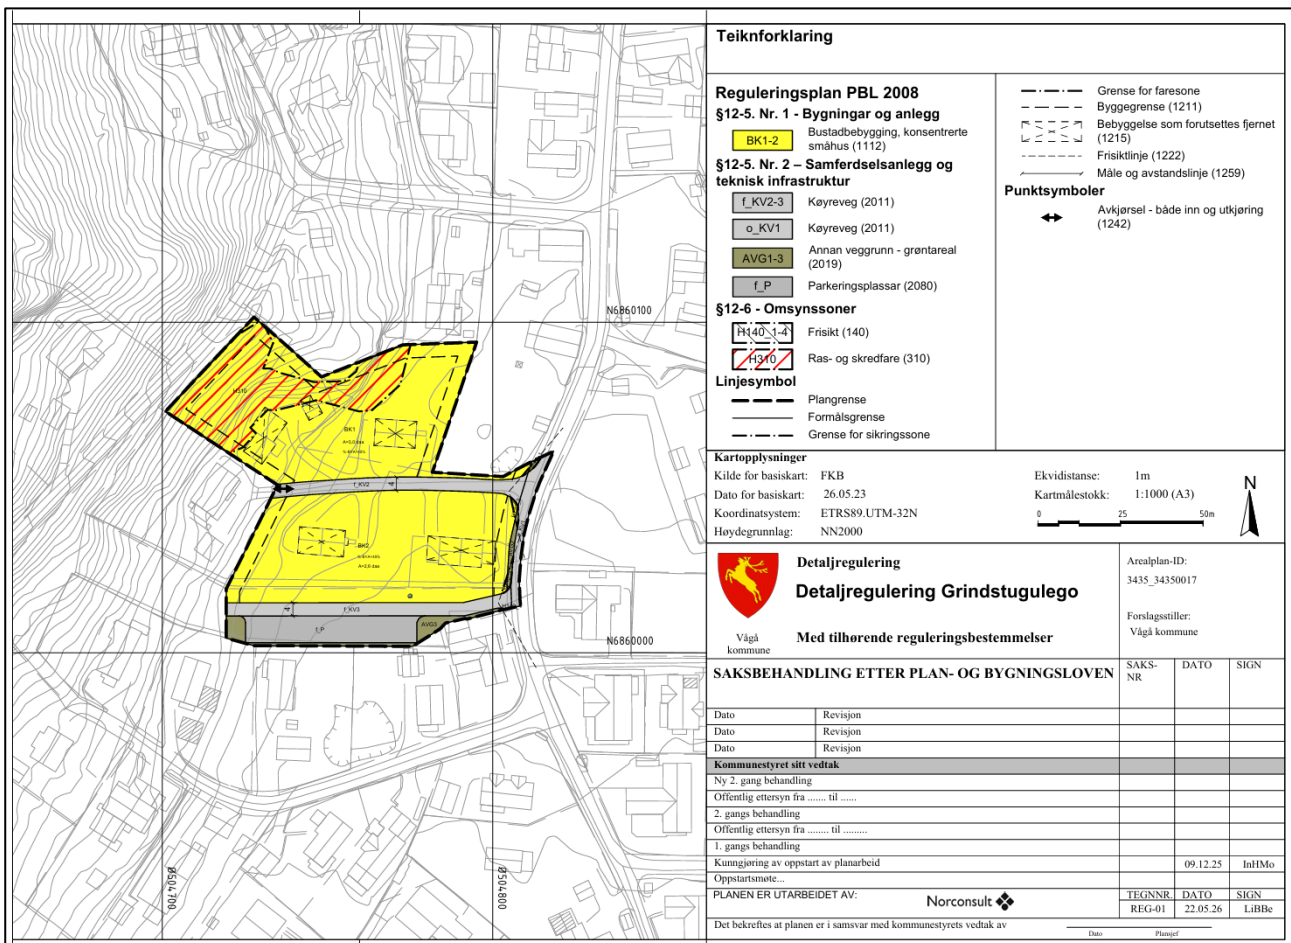 N6860100
H310
BK1
A=3,0 daa
f_KV2
4
BK2
A=2,6 daa
4
f_KV3
f_P
AVG3
N6860000
Ø504700
Ø504800
Teiknforklaring
Reguleringsplan PBL 2008
§12-5. Nr. 1 - Bygningar og anlegg
BK1-2
Bustadbebygging, konsentrerte
småhus (1112)
§12-5. Nr. 2 – Samferdselsanlegg og
teknisk infrastruktur
f_KV2-3
Køyreveg (2011)
o_KV1
Køyreveg (2011)
AVG1-3
Annan veggrunn - grøntareal
(2019)
f_P
Parkeringsplassar (2080)
§12-6 - Omsynssoner
H140_1-4
Frisikt (140)
H310
Ras- og skredfare (310)
Linjesymbol
Plangrense
Formålsgrense
Grense for sikringssone
Grense for faresone
Byggegrense (1211)
Bebyggelse som forutsettes fjernet
(1215)
Frisiktlinje (1222)
Måle og avstandslinje (1259)
Punktsymboler
Avkjørsel - både inn og utkjøring
(1242)
Kartopplysninger
Kilde for basiskart: FKB
Dato for basiskart: 26.05.23
Koordinatsystem: ETRS89.UTM-32N
Høydegrunnlag: NN2000
Ekvidistanse: 1m
Kartmålestokk: 1:1000 (A3)
0 25 50m
N
Vågå
kommune
Detaljregulering
Detaljregulering Grindstugulego
Med tilhørende reguleringsbestemmelser
Arealplan-ID:
3435_34350017
Forslagsstiller:
Vågå kommune
SAKSBEHANDLING ETTER PLAN- OG BYGNINGSLOVEN
SAKS-
NR
DATO
SIGN
Dato Revisjon
Dato Revisjon
Dato Revisjon
Kommunestyret sitt vedtak
Ny 2. gang behandling
Offentlig ettersyn fra ....... til ......
2. gangs behandling
Offentlig ettersyn fra ........ til .........
1. gangs behandling
Kunngjøring av oppstart av planarbeid 09.12.25 InHMo
Oppstartsmøte...
PLANEN ER UTARBEIDET AV: Norconsult
TEGNNR. DATO SIGN
REG-01 22.05.26 LiBBe
Det bekreftes at planen er i samsvar med kommunestyrets vedtak av
Dato Plansjef